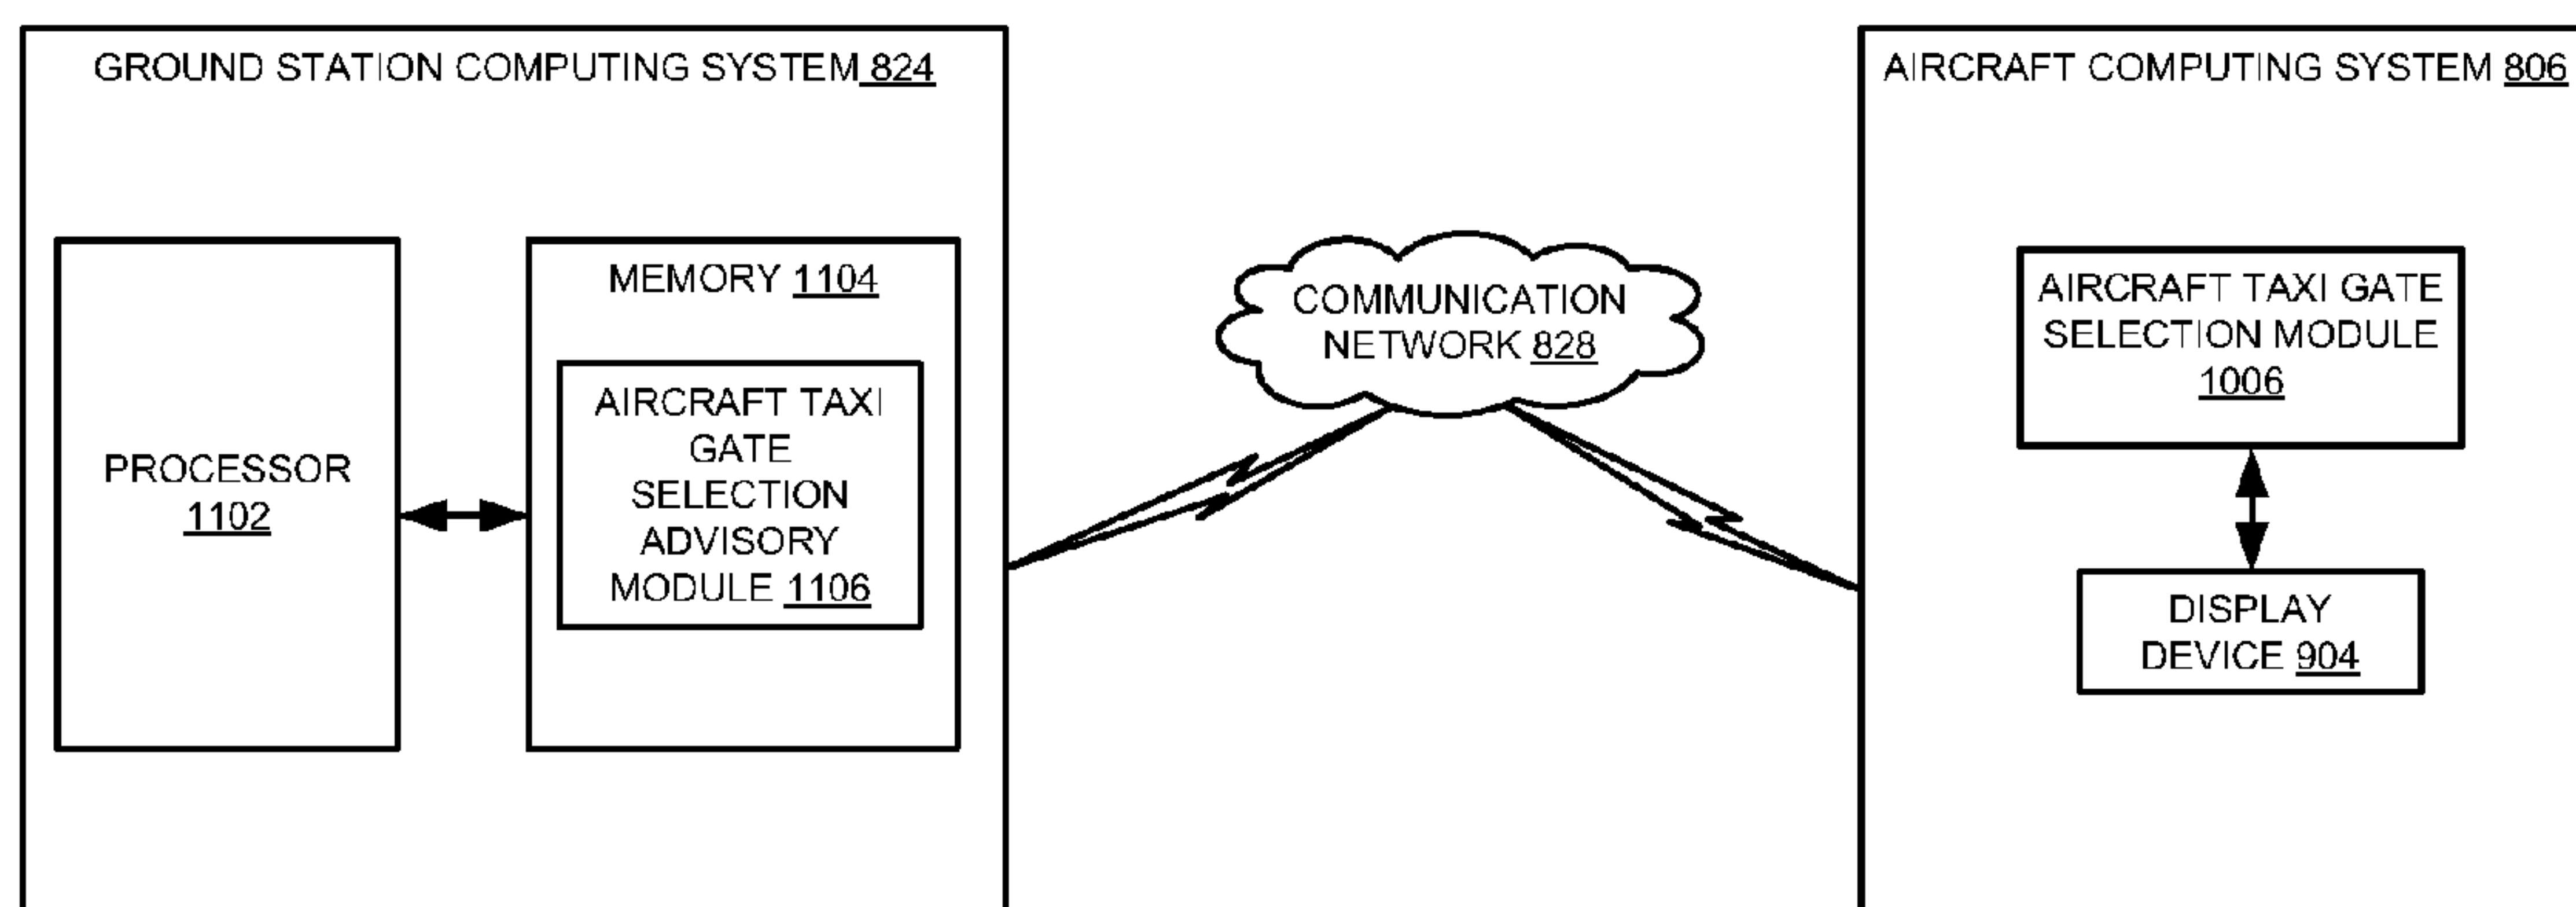 GROUND STATION COMPUTING SYSTEM 824
PROCESSOR
1102
MEMORY 1104
AIRCRAFT TAXI
GATE
SELECTION
ADVISORY
MODULE 1106
COMMUNICATION
NETWORK 828
AIRCRAFT COMPUTING SYSTEM 806
AIRCRAFT TAXI GATE
SELECTION MODULE
1006
DISPLAY
DEVICE 904